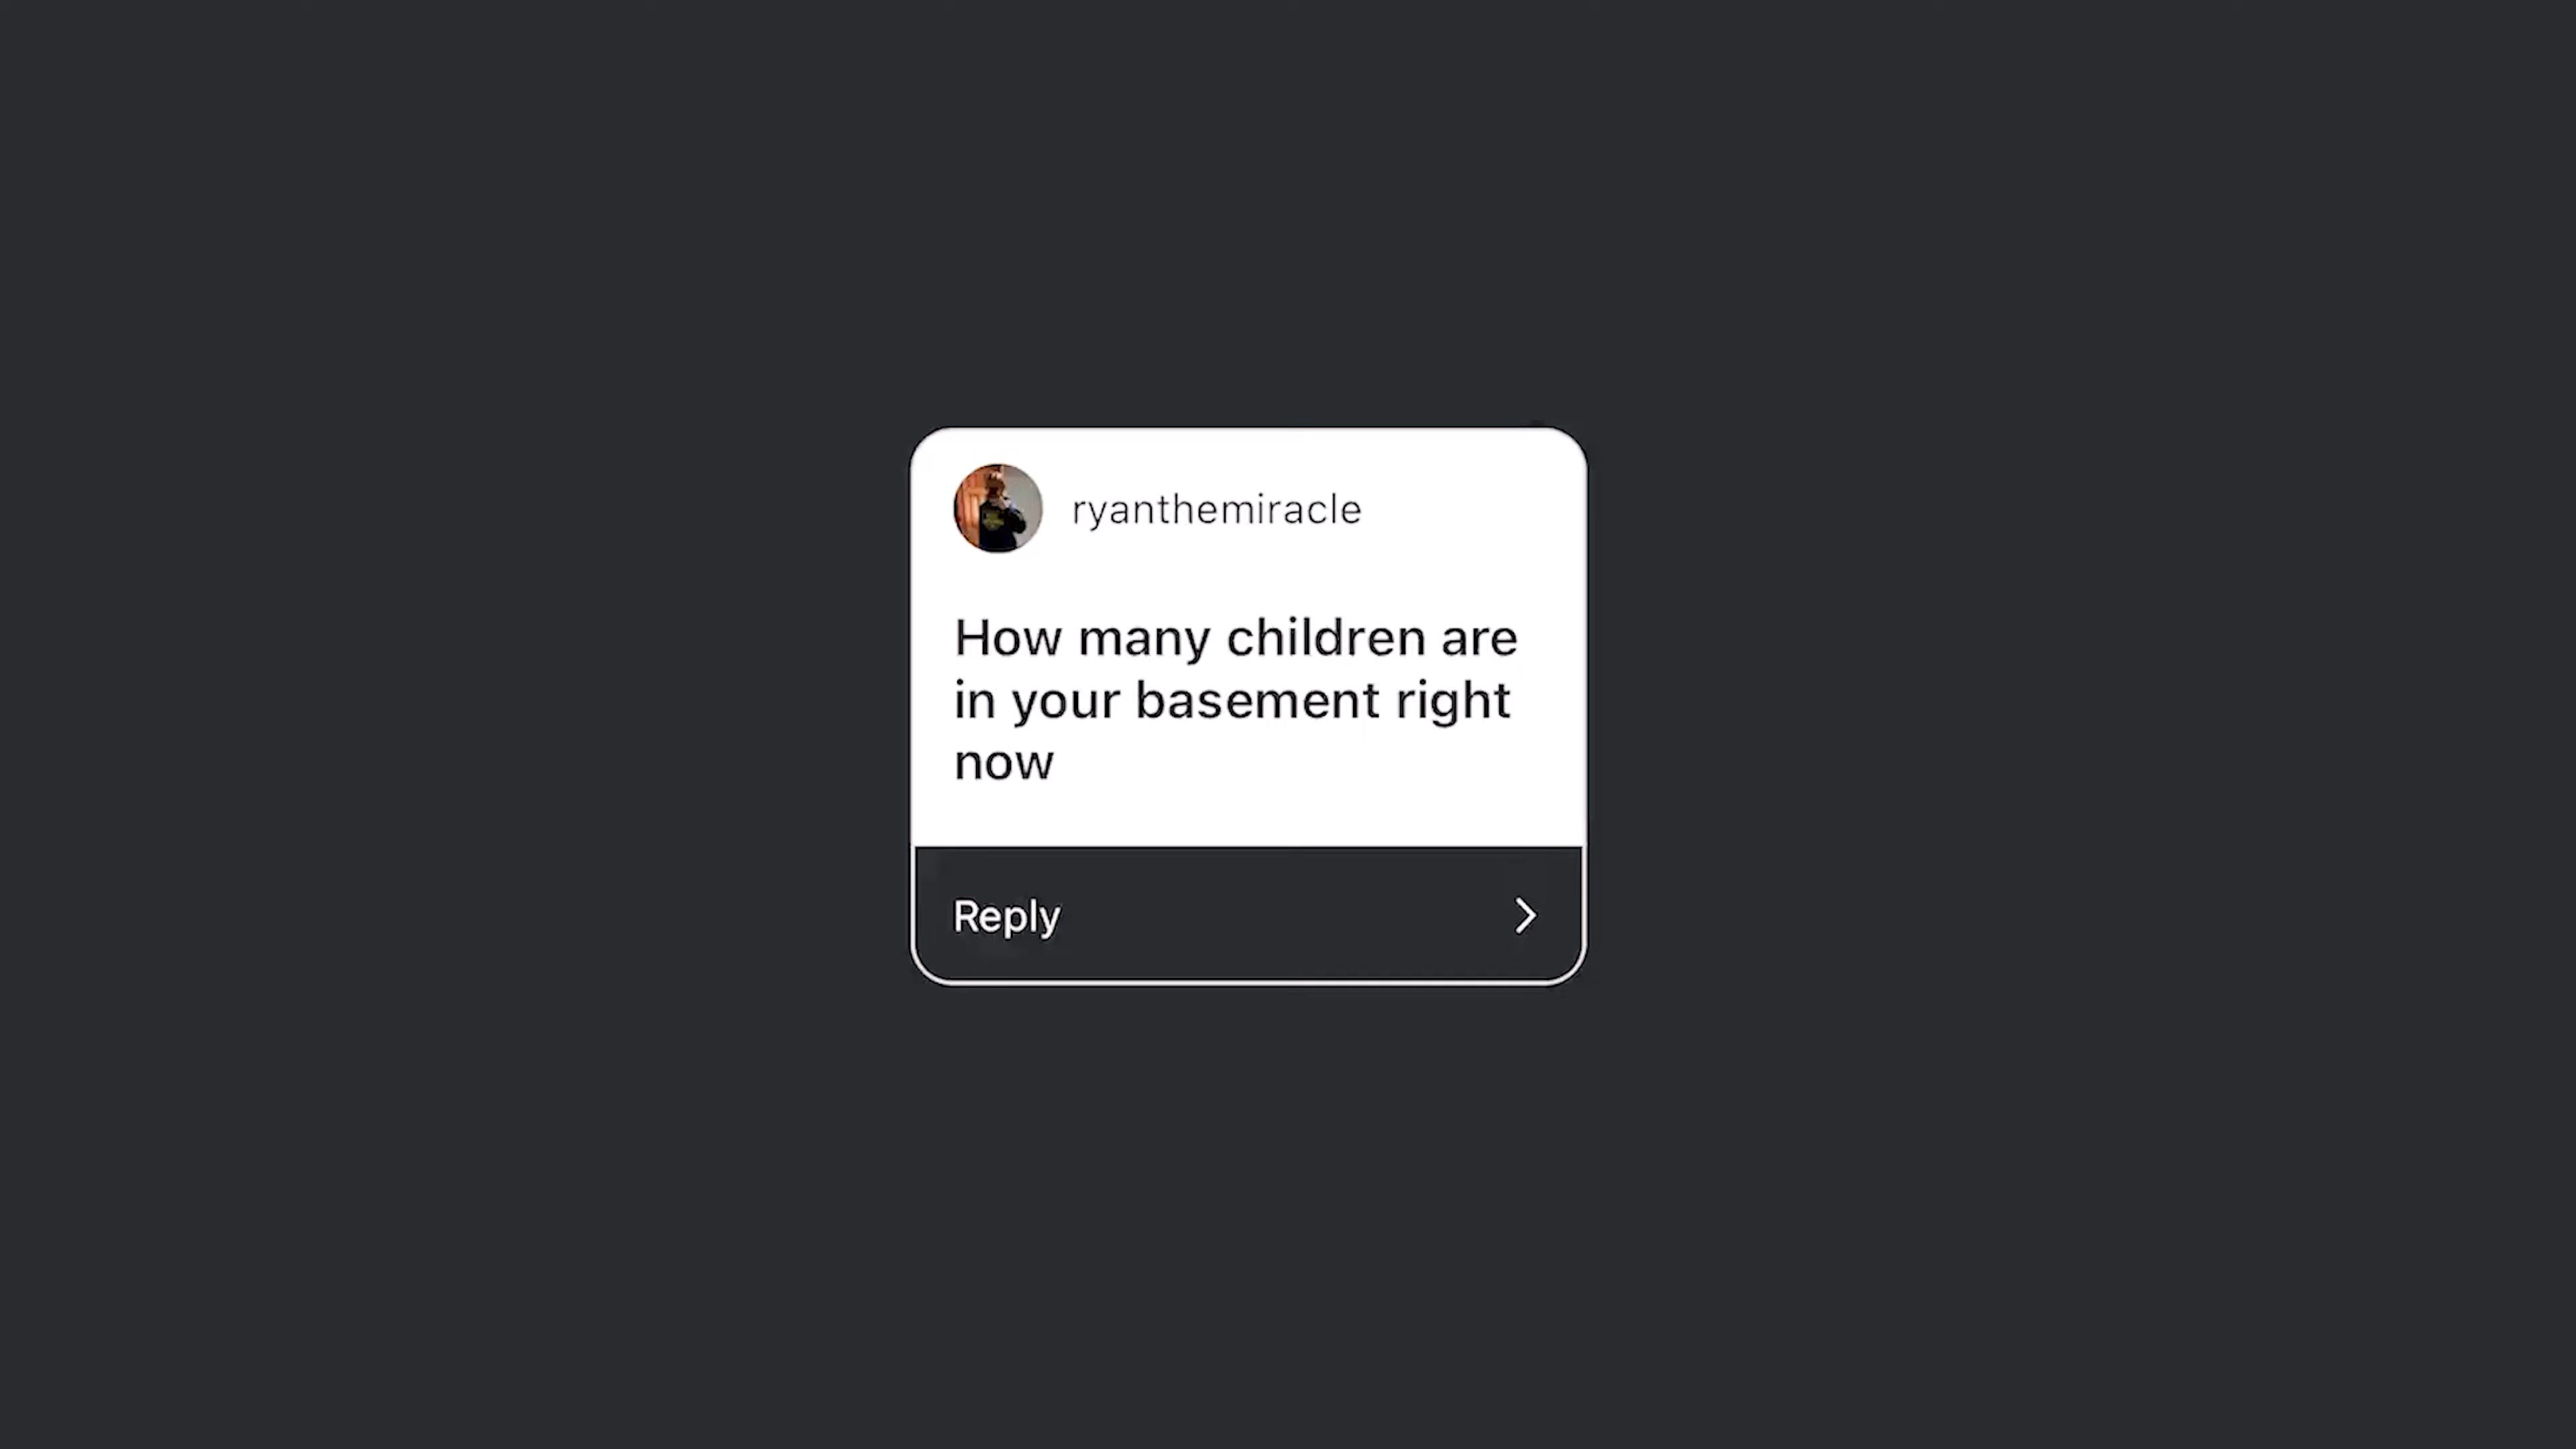 ryanthemiracle
How many children are
in your basement right
now
Reply